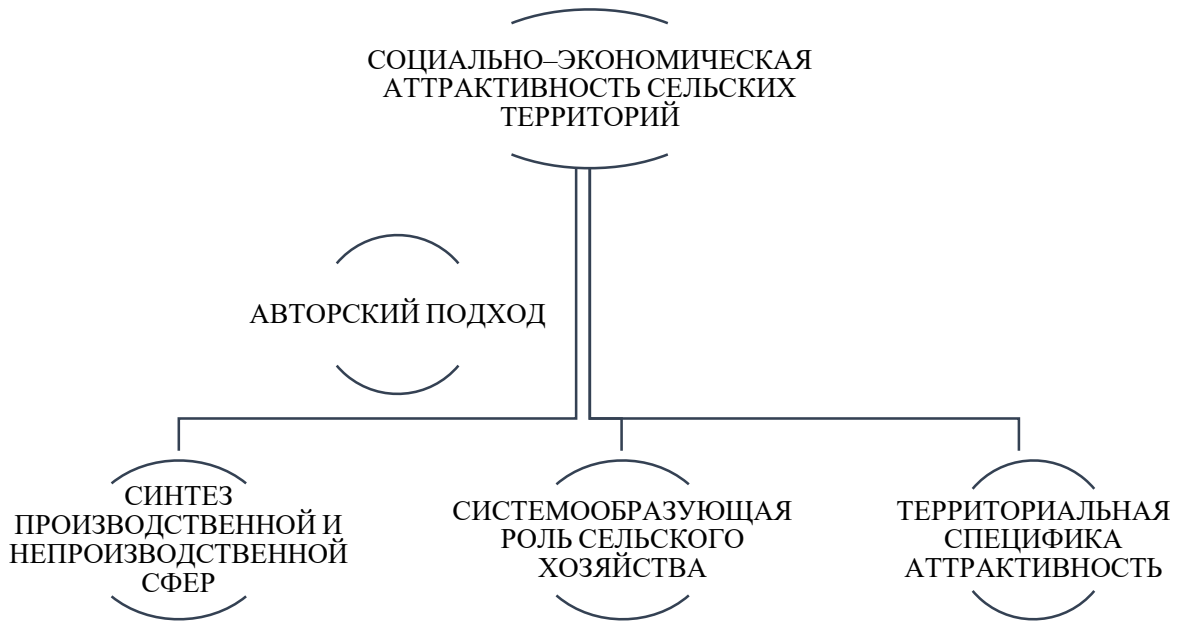 СОЦИАЛЬНО–ЭКОНОМИЧЕСКАЯ
АТТРАКТИВНОСТЬ СЕЛЬСКИХ
ТЕРРИТОРИЙ
АВТОРСКИЙ ПОДХОД
СИНТЕЗ
ПРОИЗВОДСТВЕННОЙ И
НЕПРОИЗВОДСТВЕННОЙ
СФЕР
СИСТЕМООБРАЗУЮЩАЯ
РОЛЬ СЕЛЬСКОГО
ХОЗЯЙСТВА
ТЕРРИТОРИАЛЬНАЯ
СПЕЦИФИКА
АТТРАКТИВНОСТЬ